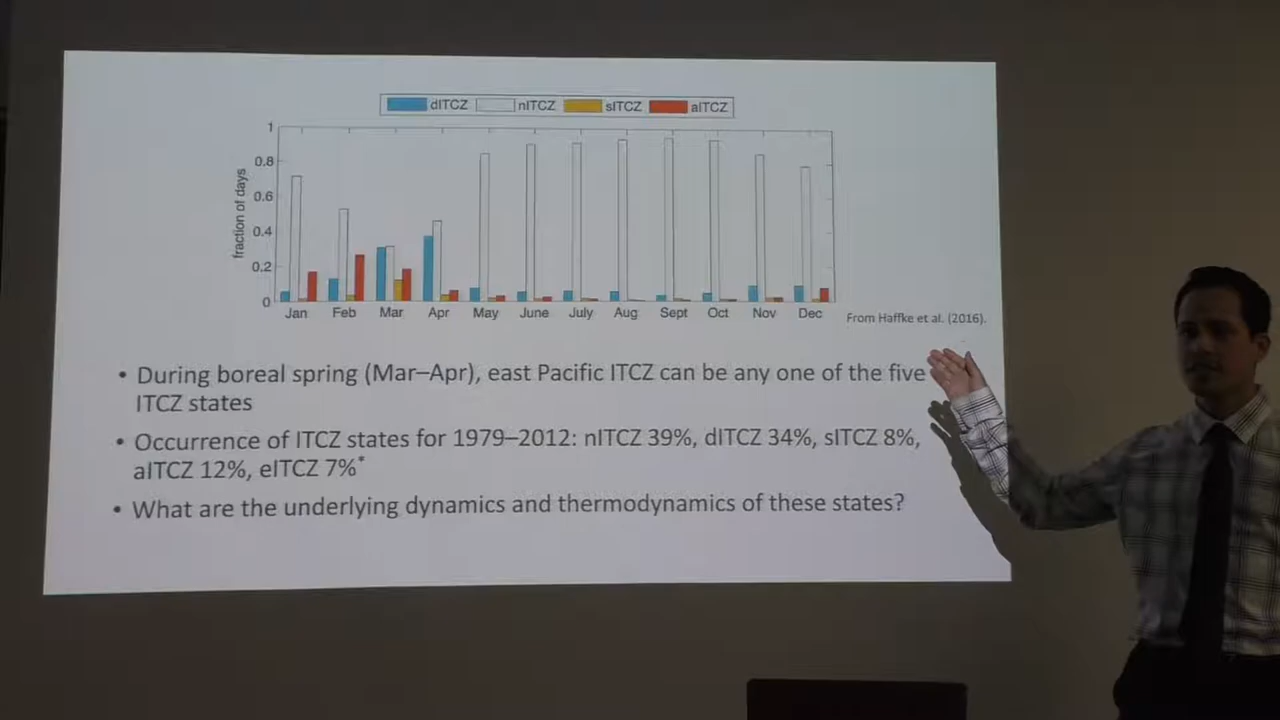 dITCZ nITCZ sITCZ aITCZ
1
0.8
0.6
0.4
0.2
0
fraction of days
Jan Feb Mar Apr May June July Aug Sept Oct Nov Dec
From Haffke et al. (2016).
• During boreal spring (Mar–Apr), east Pacific ITCZ can be any one of the five
ITCZ states
• Occurrence of ITCZ states for 1979–2012: nITCZ 39%, dITCZ 34%, sITCZ 8%,
aITCZ 12%, eITCZ 7%*
• What are the underlying dynamics and thermodynamics of these states?